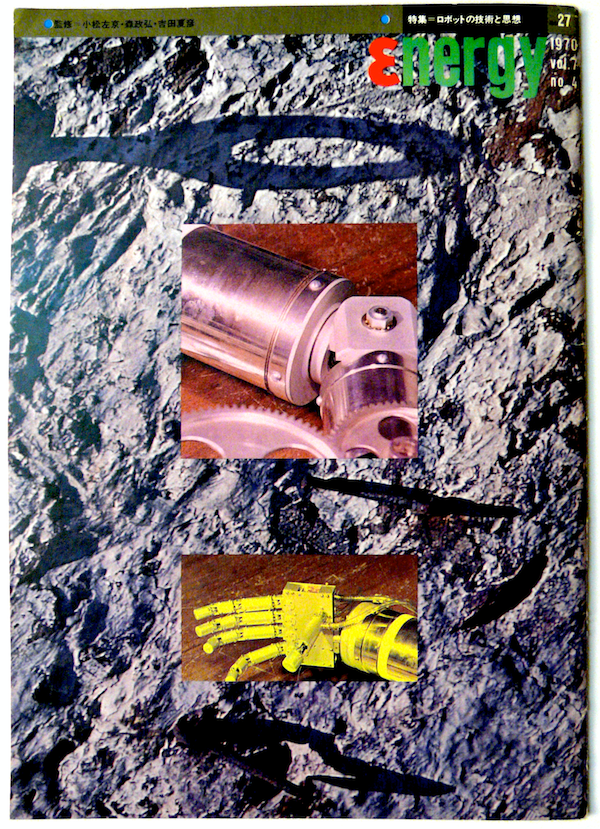 ●監修=小松左京・森政弘・吉田夏彦
●
特集=ロボットの技術と思想
27
εnergy
1970
vol.7
no.4